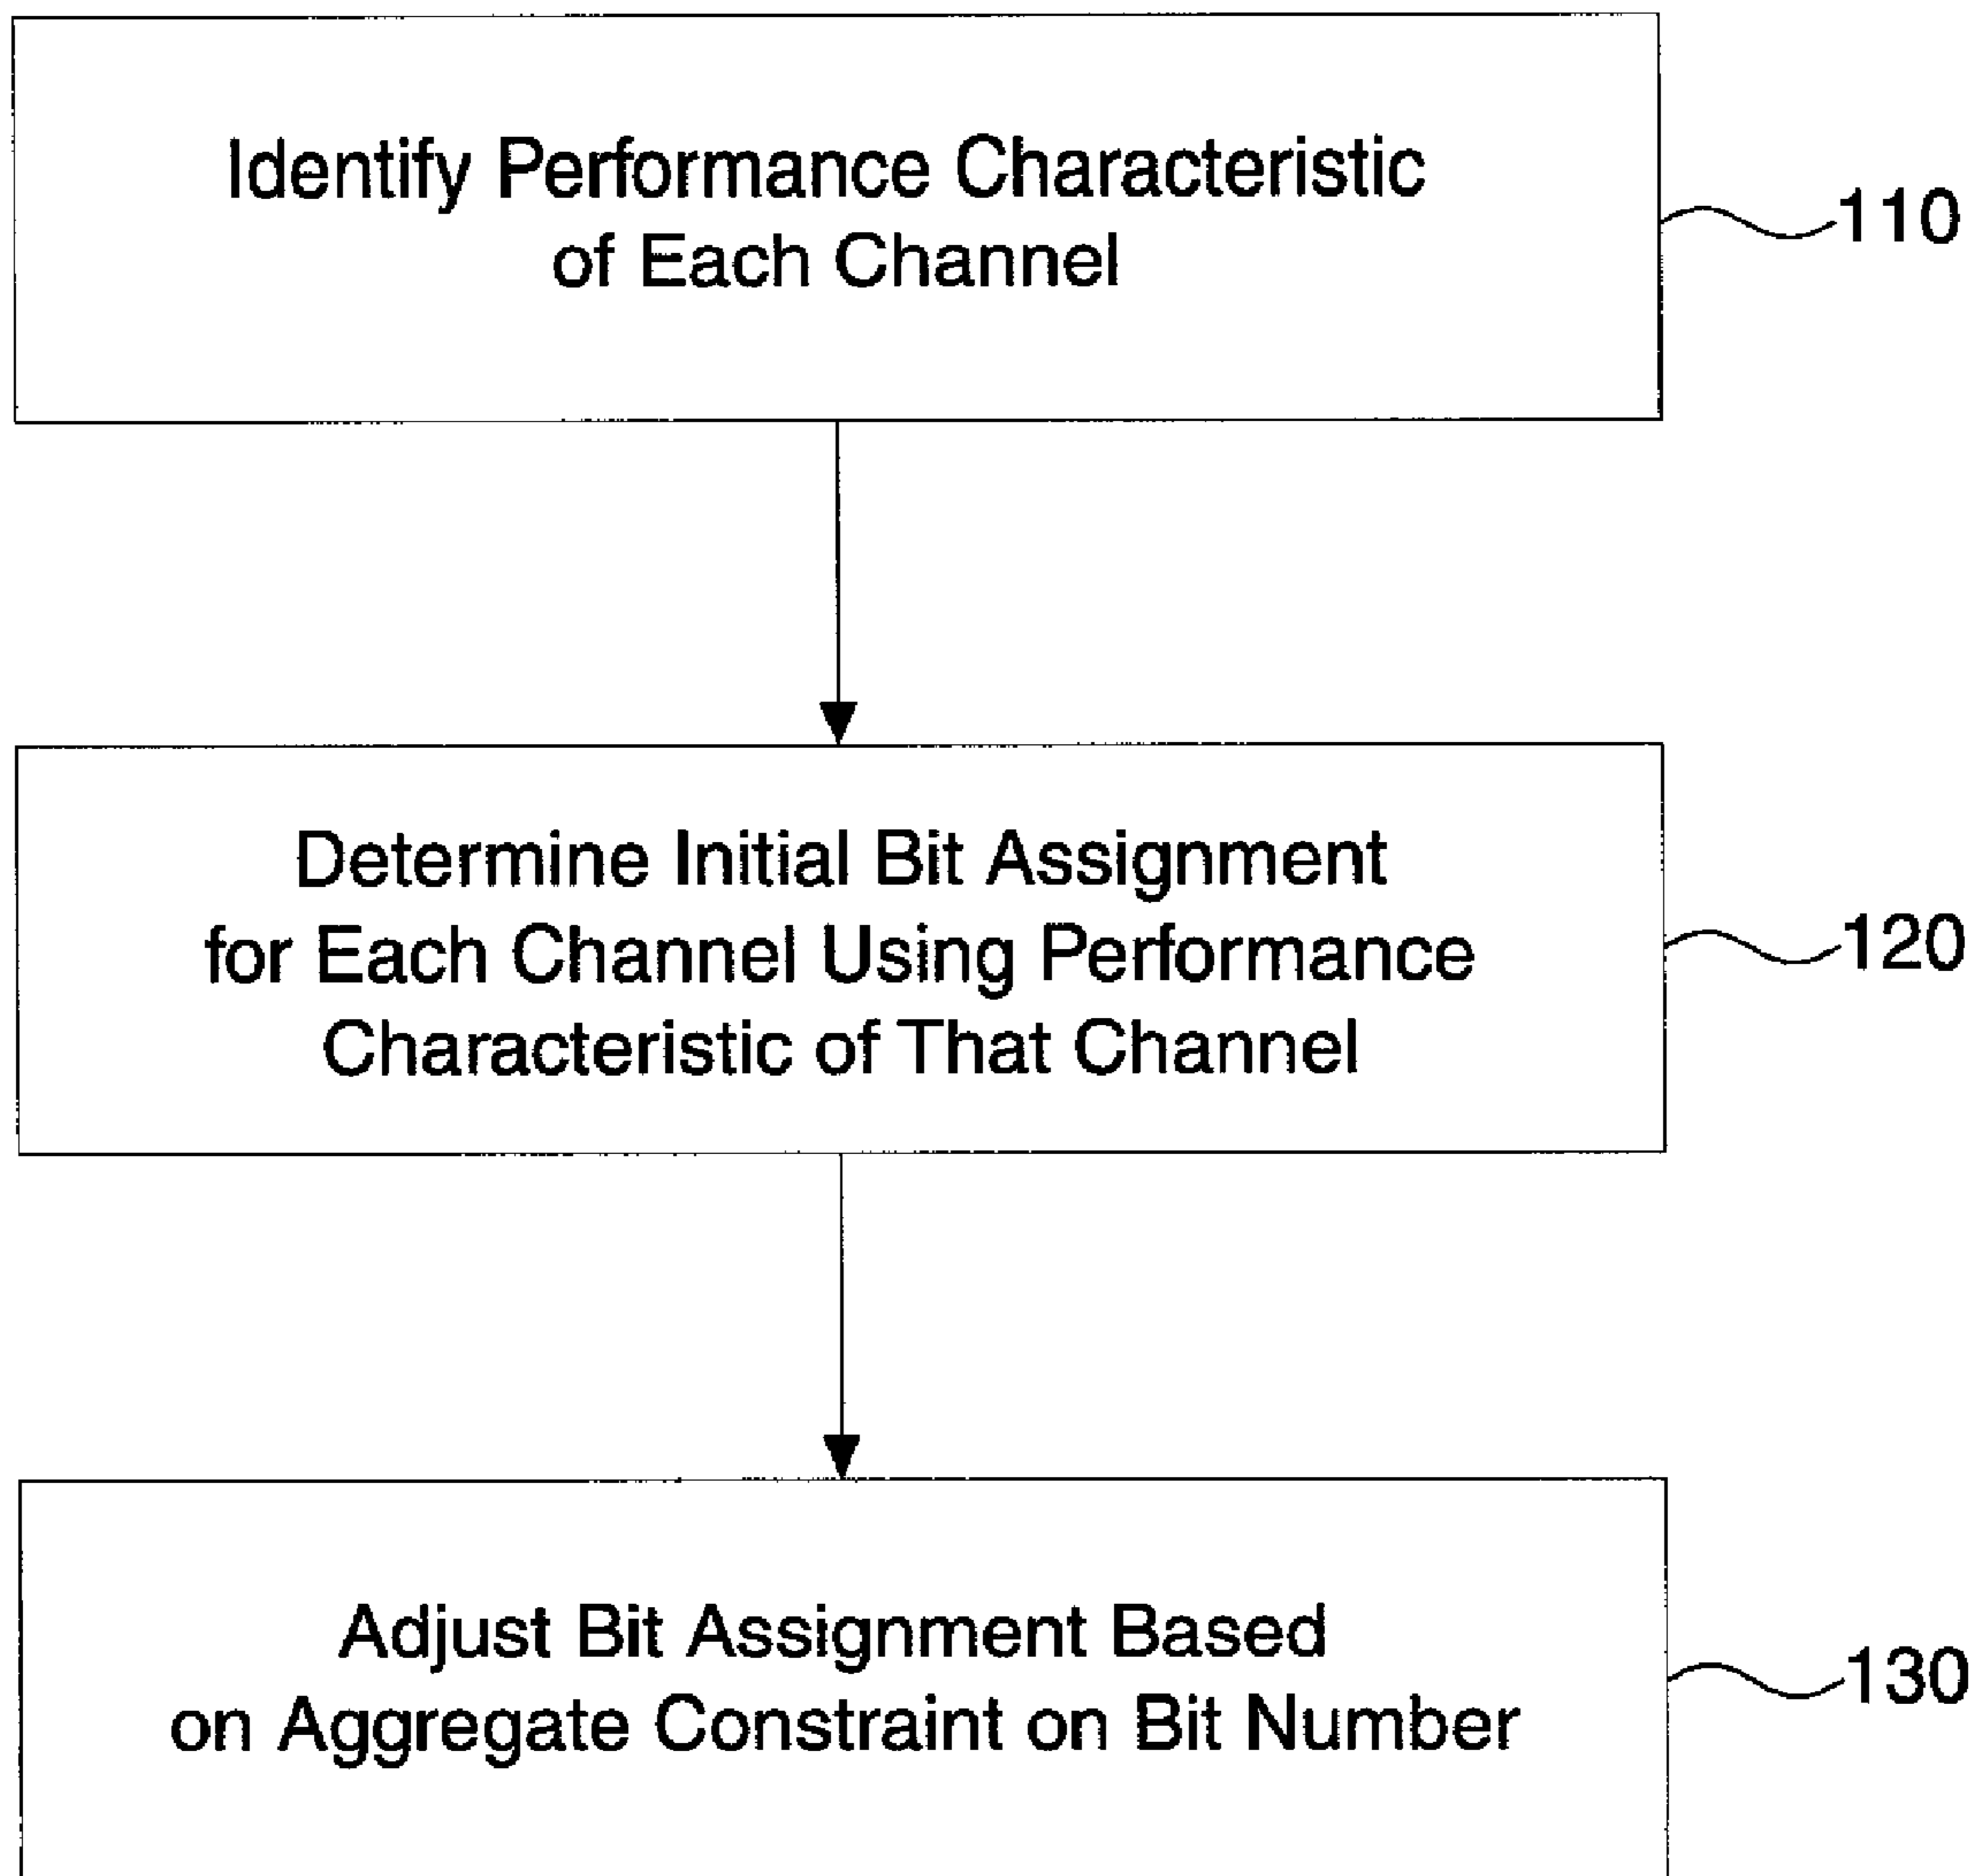 Identify Performance Characteristic
of Each Channel
110
Determine Initial Bit Assignment
for Each Channel Using Performance
Characteristic of That Channel
120
Adjust Bit Assignment Based
on Aggregate Constraint on Bit Number
130